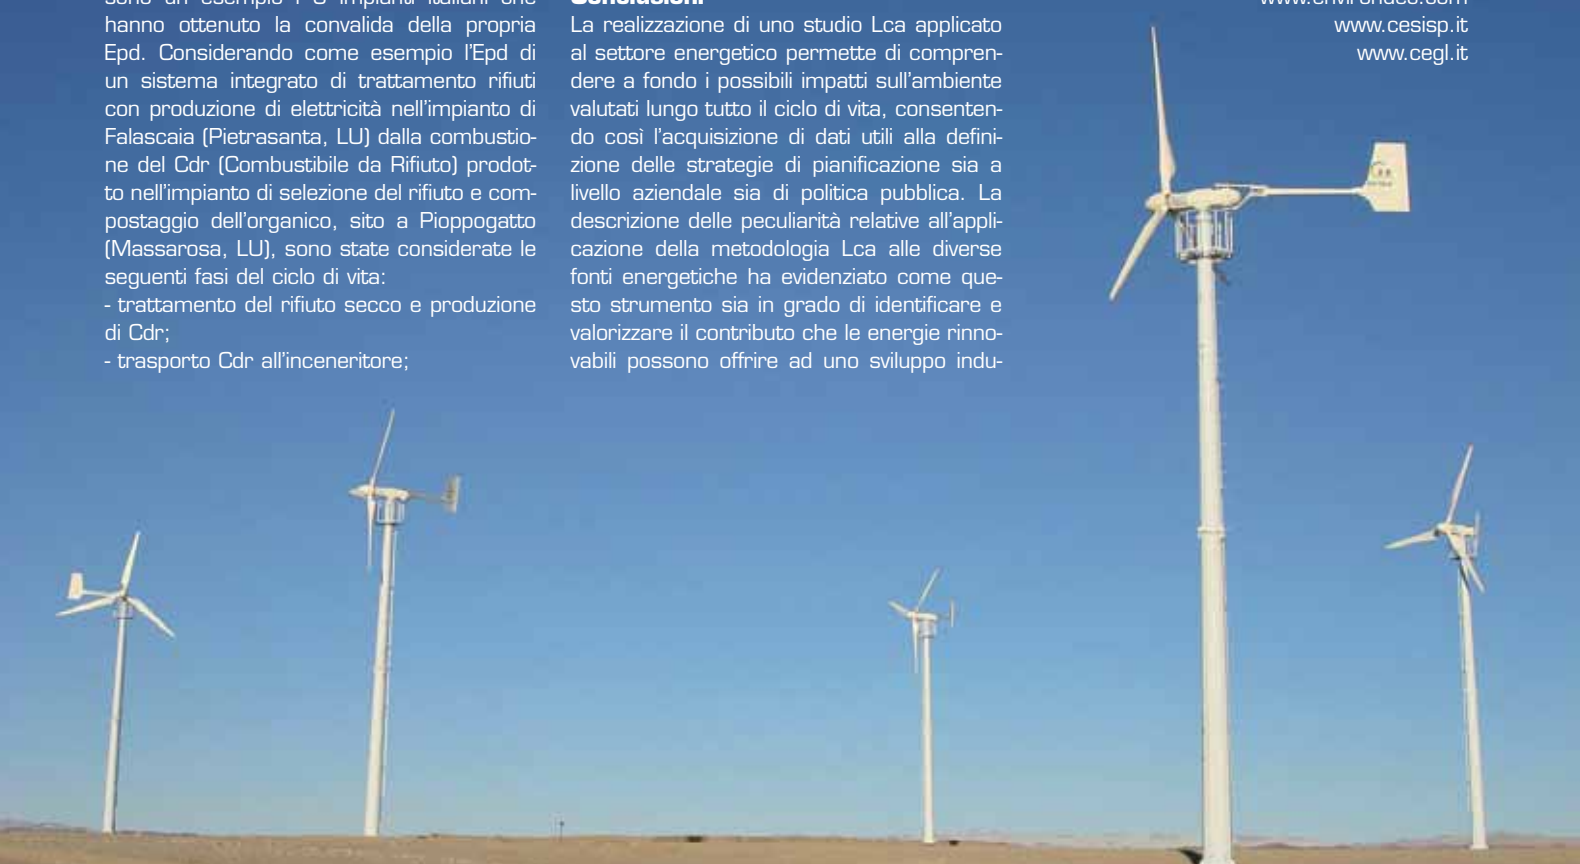 sono un esempio i impianti italiani che
hanno ottenuto la convalida della propria
Epd. Considerando come esempio l'Epd di
un sistema integrato di trattamento rifiuti
con produzione di elettricità nell'impianto di
Falascaia (Pietrasanta, LU) dalla combustio-
ne del Cdr (Combustibile da Rifiuto) prodot-
to nell'impianto di selezione del rifiuto e com-
postaggio dell'organico, sito a Pioppogatto
(Massarosa, LU), sono state considerate le
seguenti fasi del ciclo di vita:
- trattamento del rifiuto secco e produzione
di Cdr;
- trasporto Cdr all'inceneritore;
Conclusioni
La realizzazione di uno studio Lca applicato
al settore energetico permette di compren-
dere a fondo i possibili impatti sull'ambiente
valutati lungo tutto il ciclo di vita, consenten-
do così l'acquisizione di dati utili alla defini-
zione delle strategie di pianificazione sia a
livello aziendale sia di politica pubblica. La
descrizione delle peculiarità relative all'appli-
cazione della metodologia Lca alle diverse
fonti energetiche ha evidenziato come que-
sto strumento sia in grado di identificare e
valorizzare il contributo che le energie rinno-
vabili possono offrire ad uno sviluppo indu-
www.cesisp.it
www.cegl.it